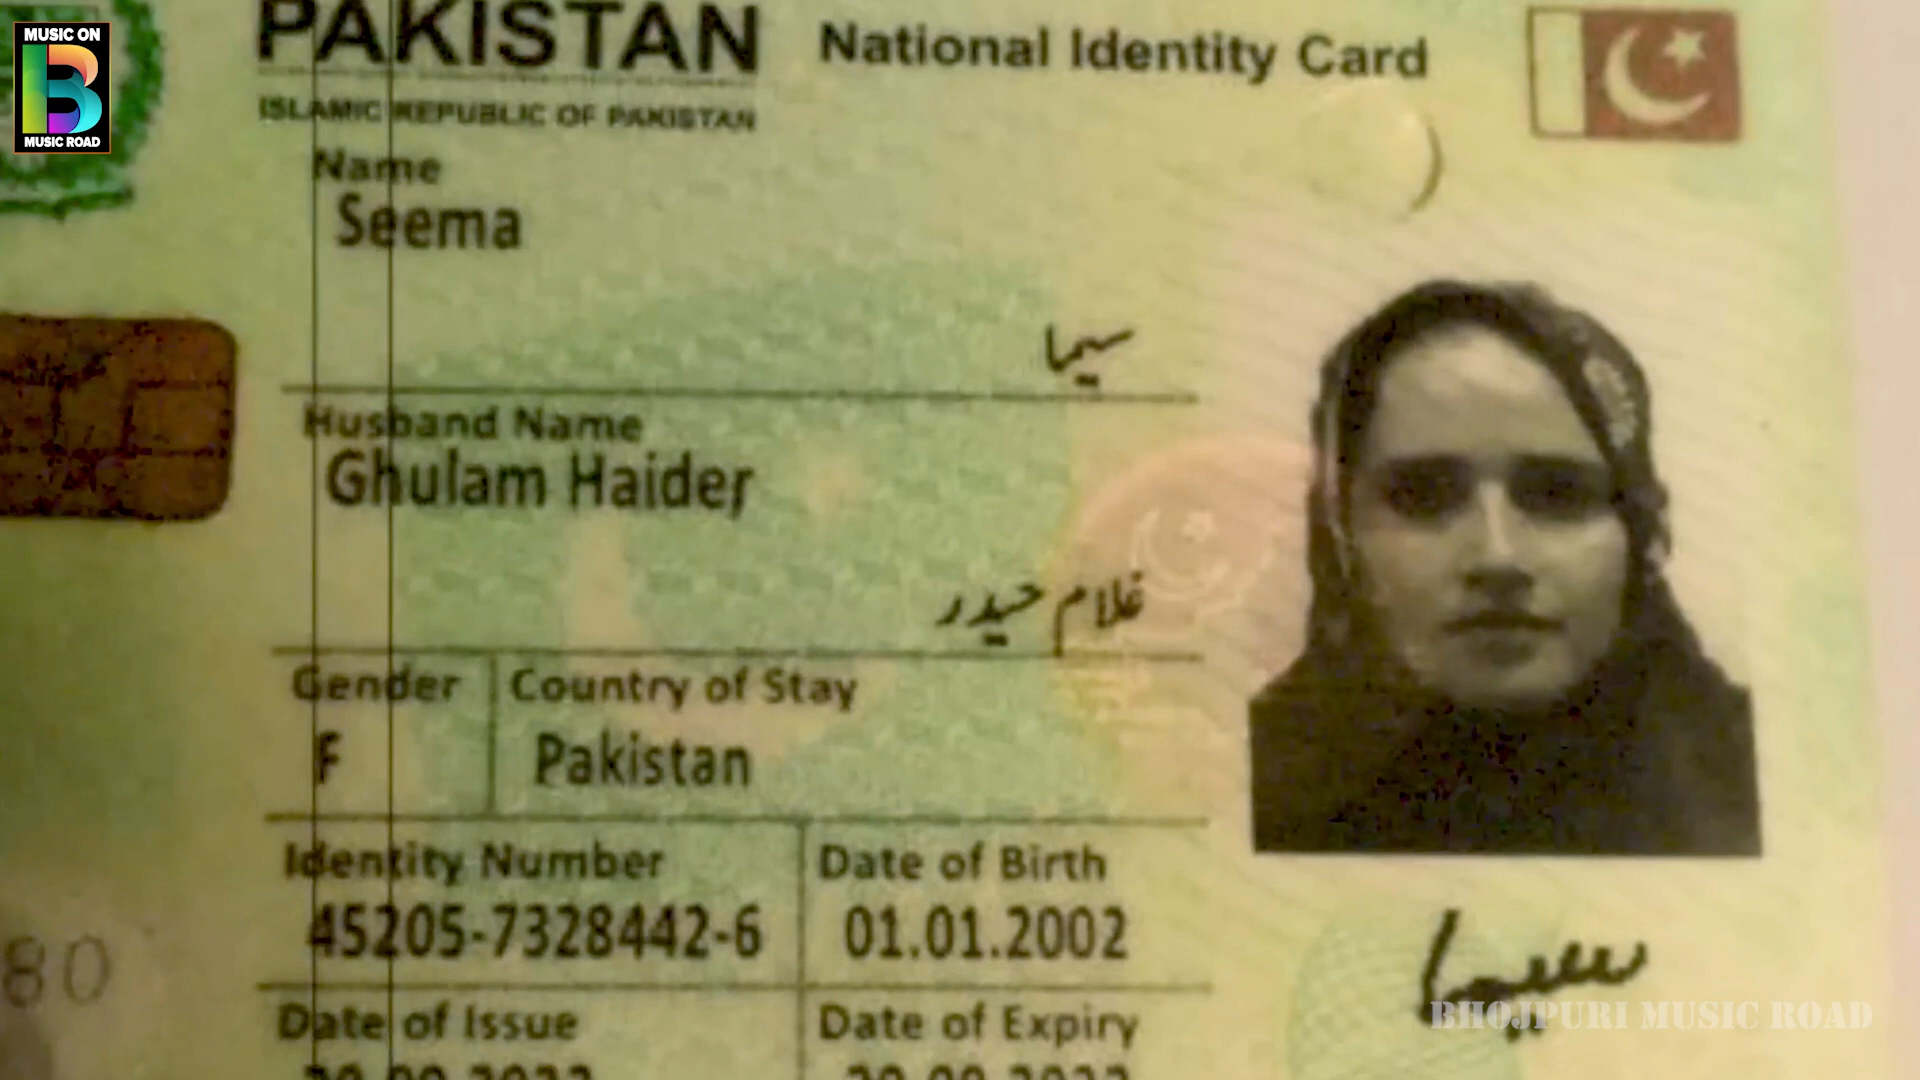 MUSIC ON
B
MUSIC ROAD
PAKISTAN National Identity Card
ISLAMIC REPUBLIC OF PAKISTAN
Name
Seema
سیما
Husband Name
Ghulam Haider
غلام حیدر
Gender Country of Stay
F Pakistan
Identity Number Date of Birth
45205-7328442-6 01.01.2002
80
Date of Issue Date of Expiry
BHOJPURI MUSIC ROAD